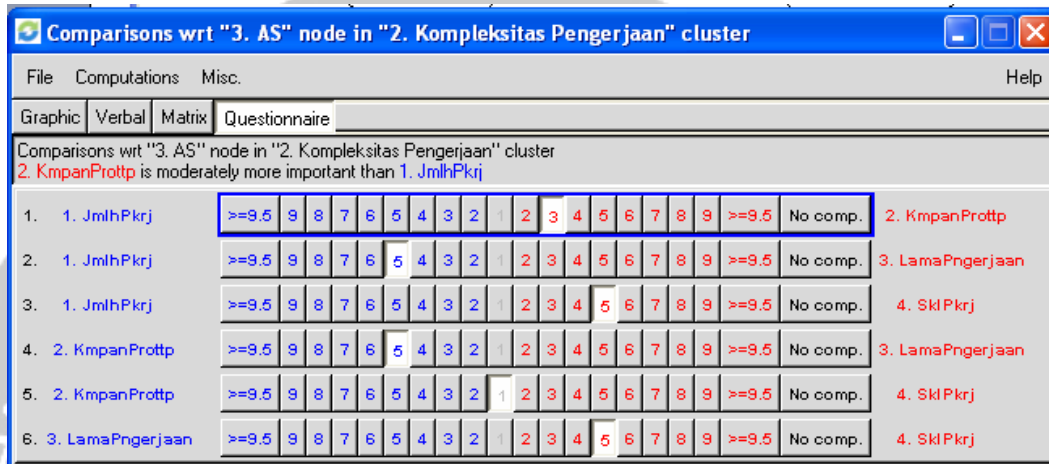 Comparisons wrt "3. AS" node in "2. Kompleksitas Pengerjaan" cluster
File Computations Misc. Help
Graphic Verbal Matrix Questionnaire
Comparisons wrt "3. AS" node in "2. Kompleksitas Pengerjaan" cluster
2. KmpanProttp is moderately more important than 1. JmlhPkrj
1. 1. JmlhPkrj >=9.5 9 8 7 6 5 4 3 2 1 2 3 4 5 6 7 8 9 >=9.5 No comp. 2. KmpanProttp
2. 1. JmlhPkrj >=9.5 9 8 7 6 5 4 3 2 1 2 3 4 5 6 7 8 9 >=9.5 No comp. 3. LamaPngerjaan
3. 1. JmlhPkrj >=9.5 9 8 7 6 5 4 3 2 1 2 3 4 5 6 7 8 9 >=9.5 No comp. 4. SklPkrj
4. 2. KmpanProttp >=9.5 9 8 7 6 5 4 3 2 1 2 3 4 5 6 7 8 9 >=9.5 No comp. 3. LamaPngerjaan
5. 2. KmpanProttp >=9.5 9 8 7 6 5 4 3 2 1 2 3 4 5 6 7 8 9 >=9.5 No comp. 4. SklPkrj
6. 3. LamaPngerjaan >=9.5 9 8 7 6 5 4 3 2 1 2 3 4 5 6 7 8 9 >=9.5 No comp. 4. SklPkrj